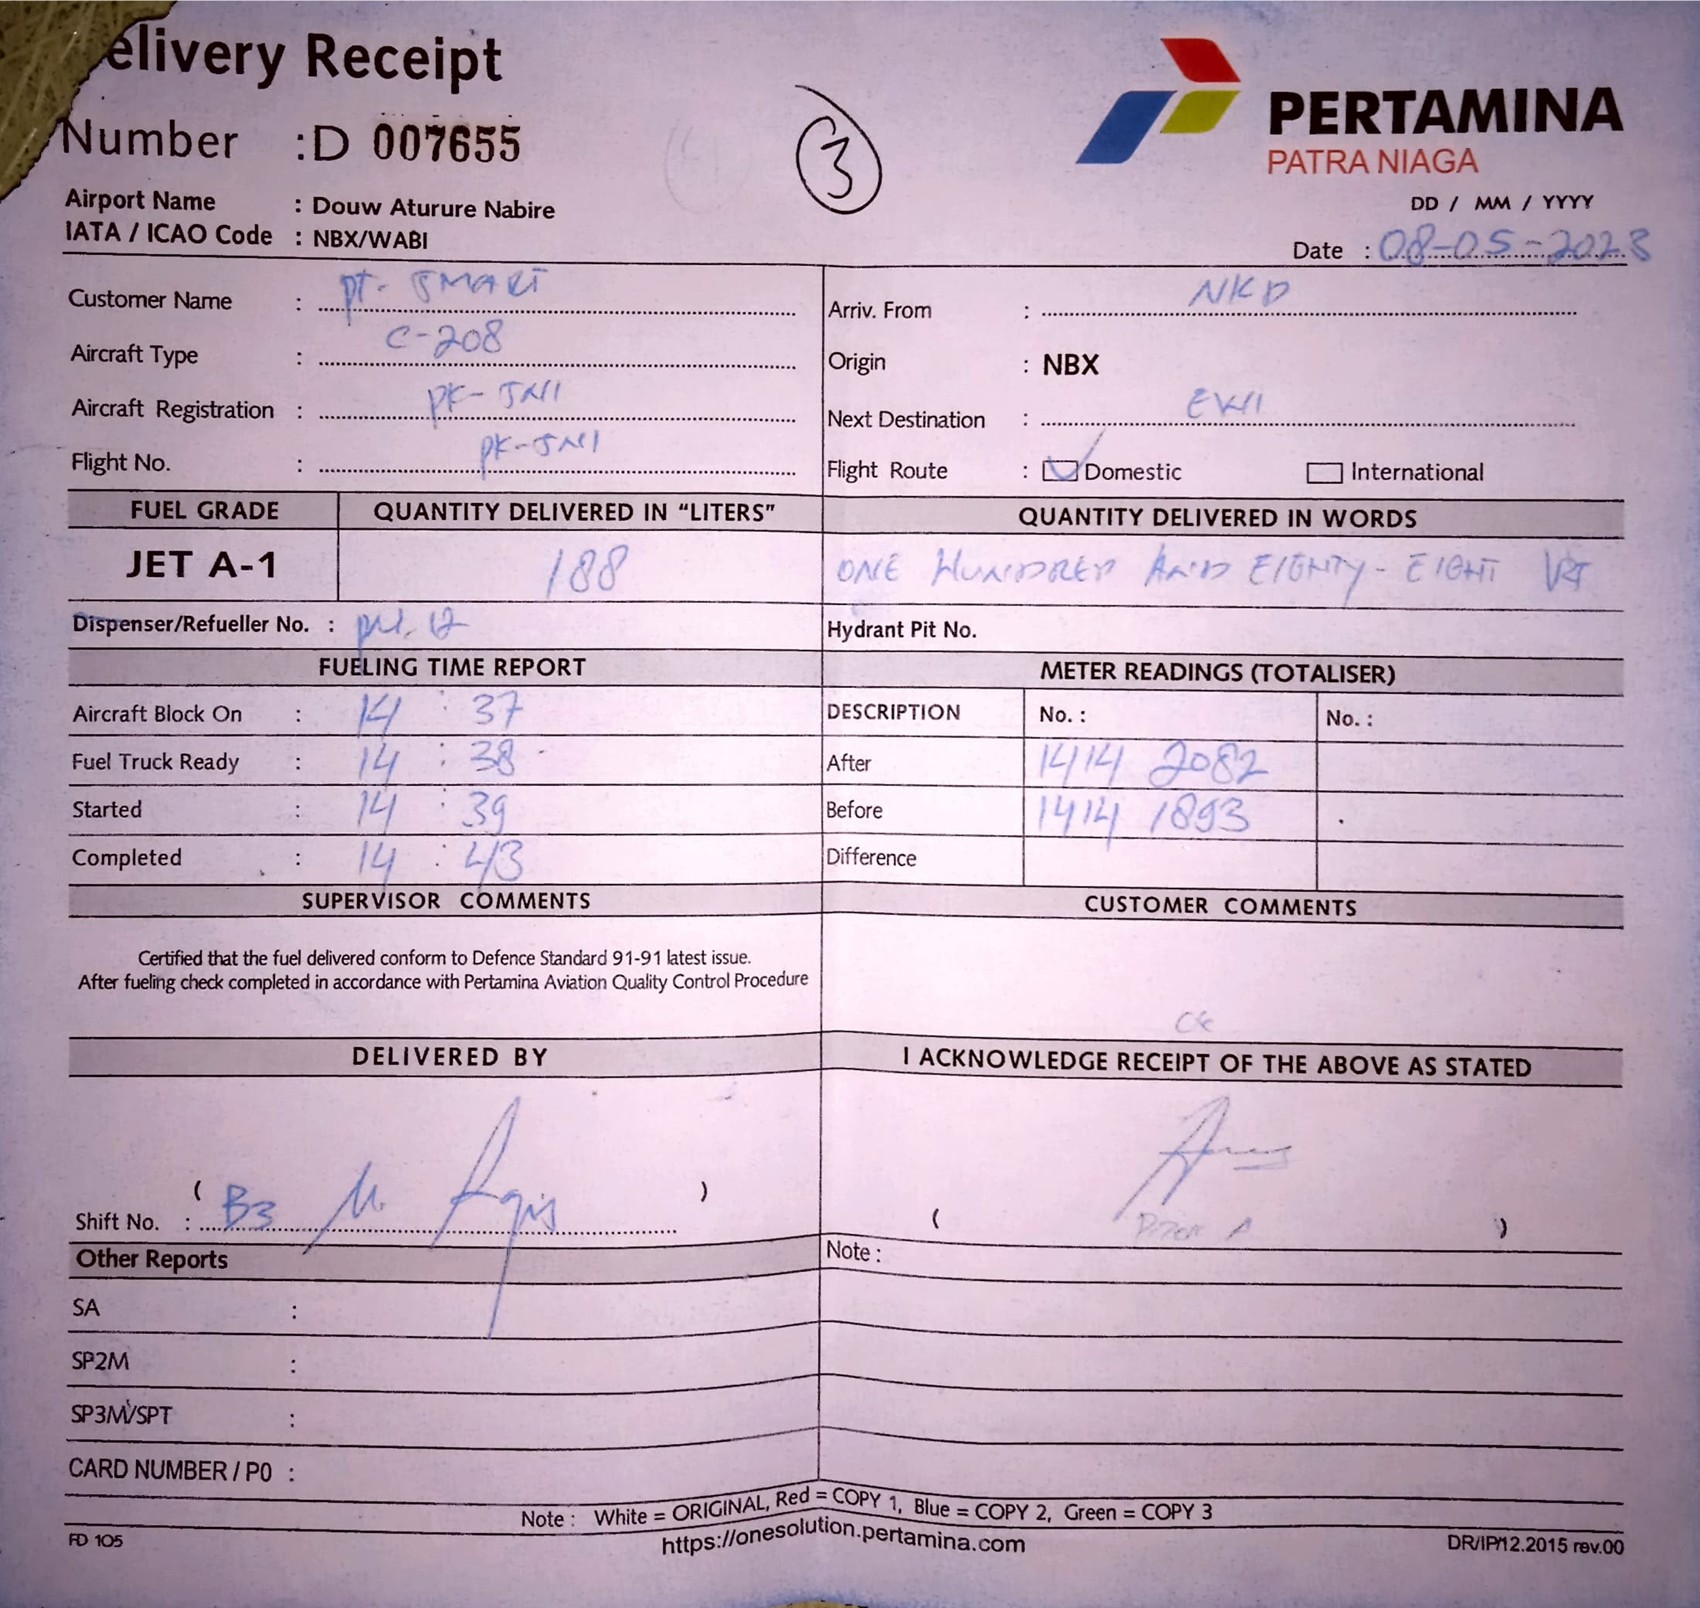 elivery Receipt
Number : D 007655
3
PERTAMINA
PATRA NIAGA
Airport Name : Douw Aturure Nabire
IATA / ICAO Code : NBX/WABI
DD / MM / YYYY
Date : 08-05-2023
Customer Name : PT- SMART
Arriv. From : NKD
Aircraft Type : C-208
Origin : NBX
Aircraft Registration : PK-SNI
Next Destination : EWI
Flight No. : PK-SNI
Flight Route : Domestic International
FUEL GRADE QUANTITY DELIVERED IN “LITERS” QUANTITY DELIVERED IN WORDS
JET A-1 188 ONE HUNDRED AND EIGHTY-EIGHT
Dispenser/Refueller No. :
Hydrant Pit No.
FUELING TIME REPORT METER READINGS (TOTALISER)
Aircraft Block On : 14 : 37 DESCRIPTION No. : No. :
Fuel Truck Ready : 14 : 38 After 1414 2082
Started : 14 : 39 Before 1414 1893
Completed : 14 : 43 Difference
SUPERVISOR COMMENTS CUSTOMER COMMENTS
Certified that the fuel delivered conform to Defence Standard 91-91 latest issue.
After fueling check completed in accordance with Pertamina Aviation Quality Control Procedure
DELIVERED BY I ACKNOWLEDGE RECEIPT OF THE ABOVE AS STATED
( )
Shift No. : B3
( )
Other Reports Note :
SA :
SP2M :
SP3M/SPT :
CARD NUMBER / PO :
Note : White = ORIGINAL, Red = COPY 1, Blue = COPY 2, Green = COPY 3
https://onesolution.pertamina.com
FD 105 DR/IP/12.2015 rev.00